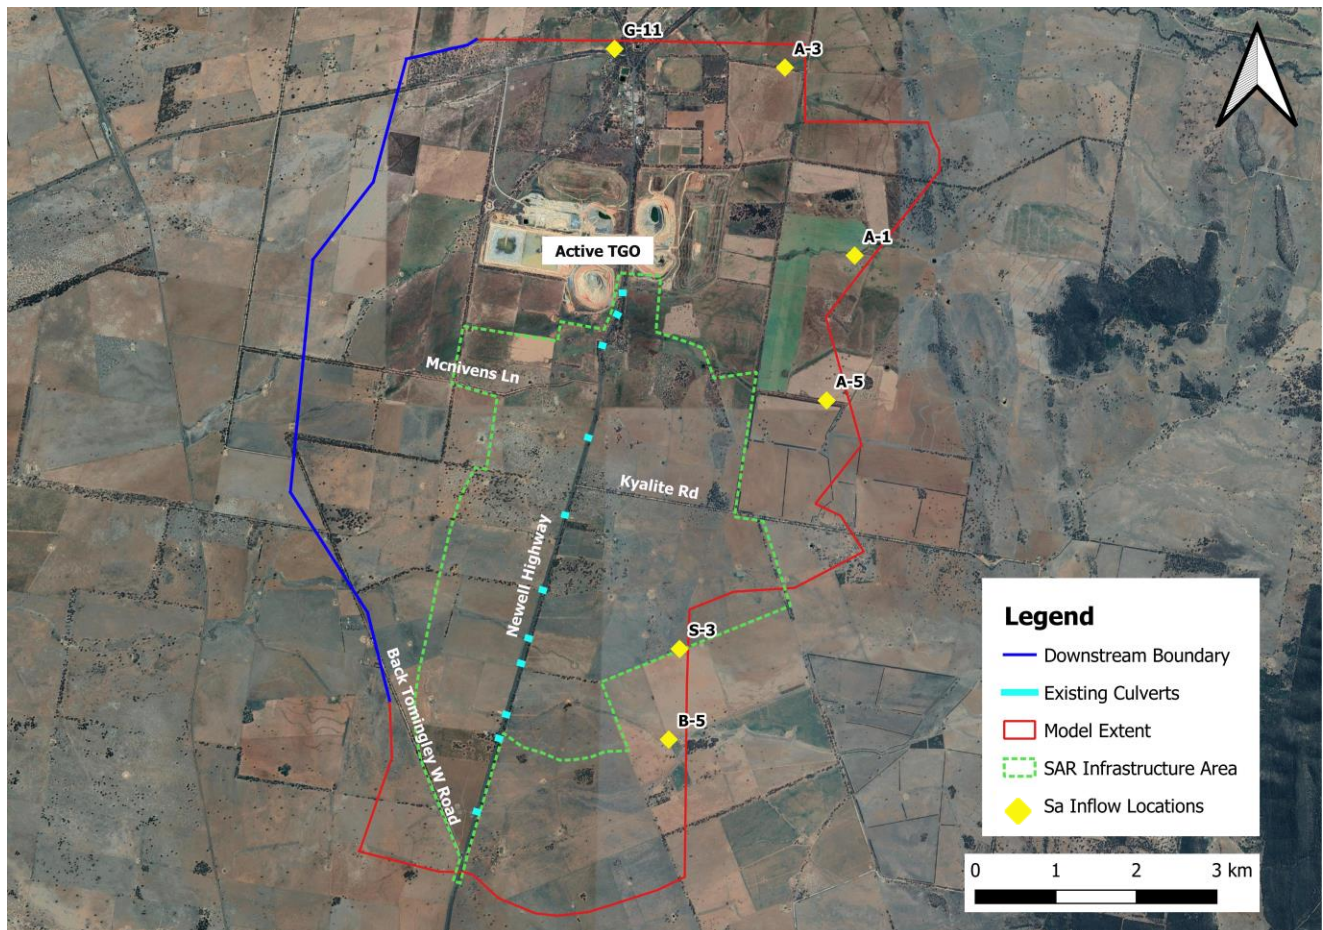 G-11
A-3
A-1
Active TGO
Mcnivens Ln
A-5
Kyalite Rd
Newell Highway
S-3
B-5
Back Tomingley W Road
Legend
Downstream Boundary
Existing Culverts
Model Extent
SAR Infrastructure Area
Sa Inflow Locations
0 1 2 3 km